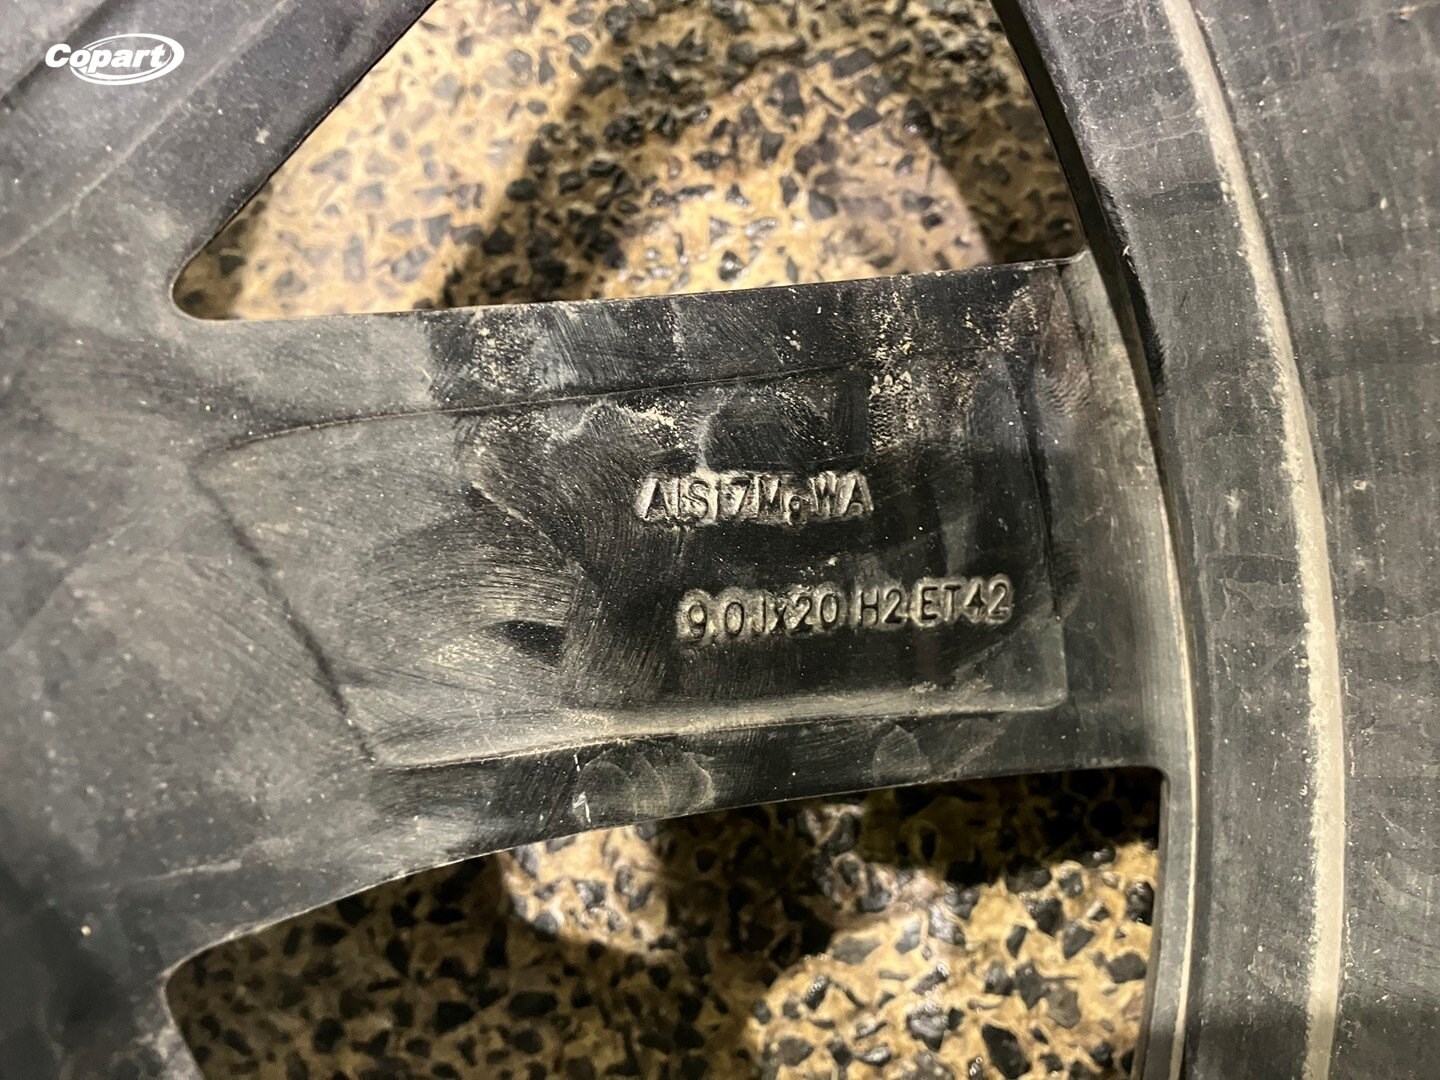 Copart
AlSi7MgWA
9.0Jx20 H2 ET42